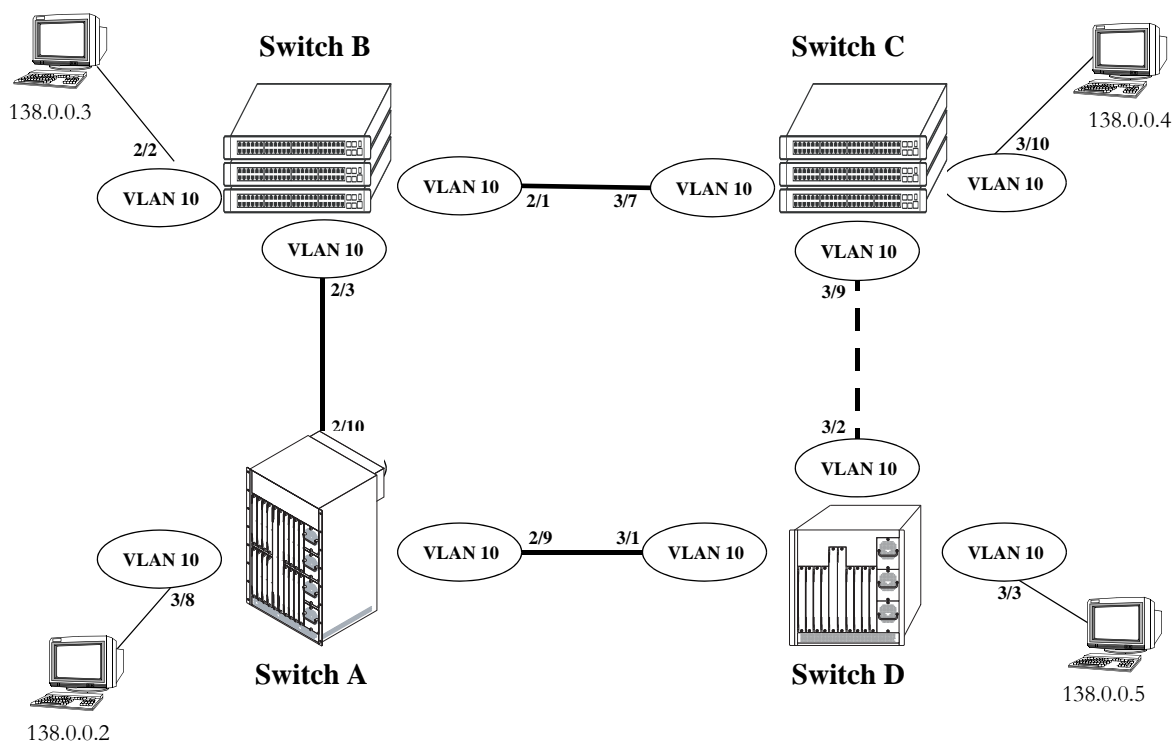 Switch B
Switch C
138.0.0.3
138.0.0.4
2/2
3/10
VLAN 10
VLAN 10
2/1
3/7
VLAN 10
VLAN 10
VLAN 10
2/3
VLAN 10
3/9
2/10
3/2
VLAN 10
VLAN 10
3/8
VLAN 10
2/9
3/1
VLAN 10
VLAN 10
3/3
Switch A
Switch D
138.0.0.2
138.0.0.5